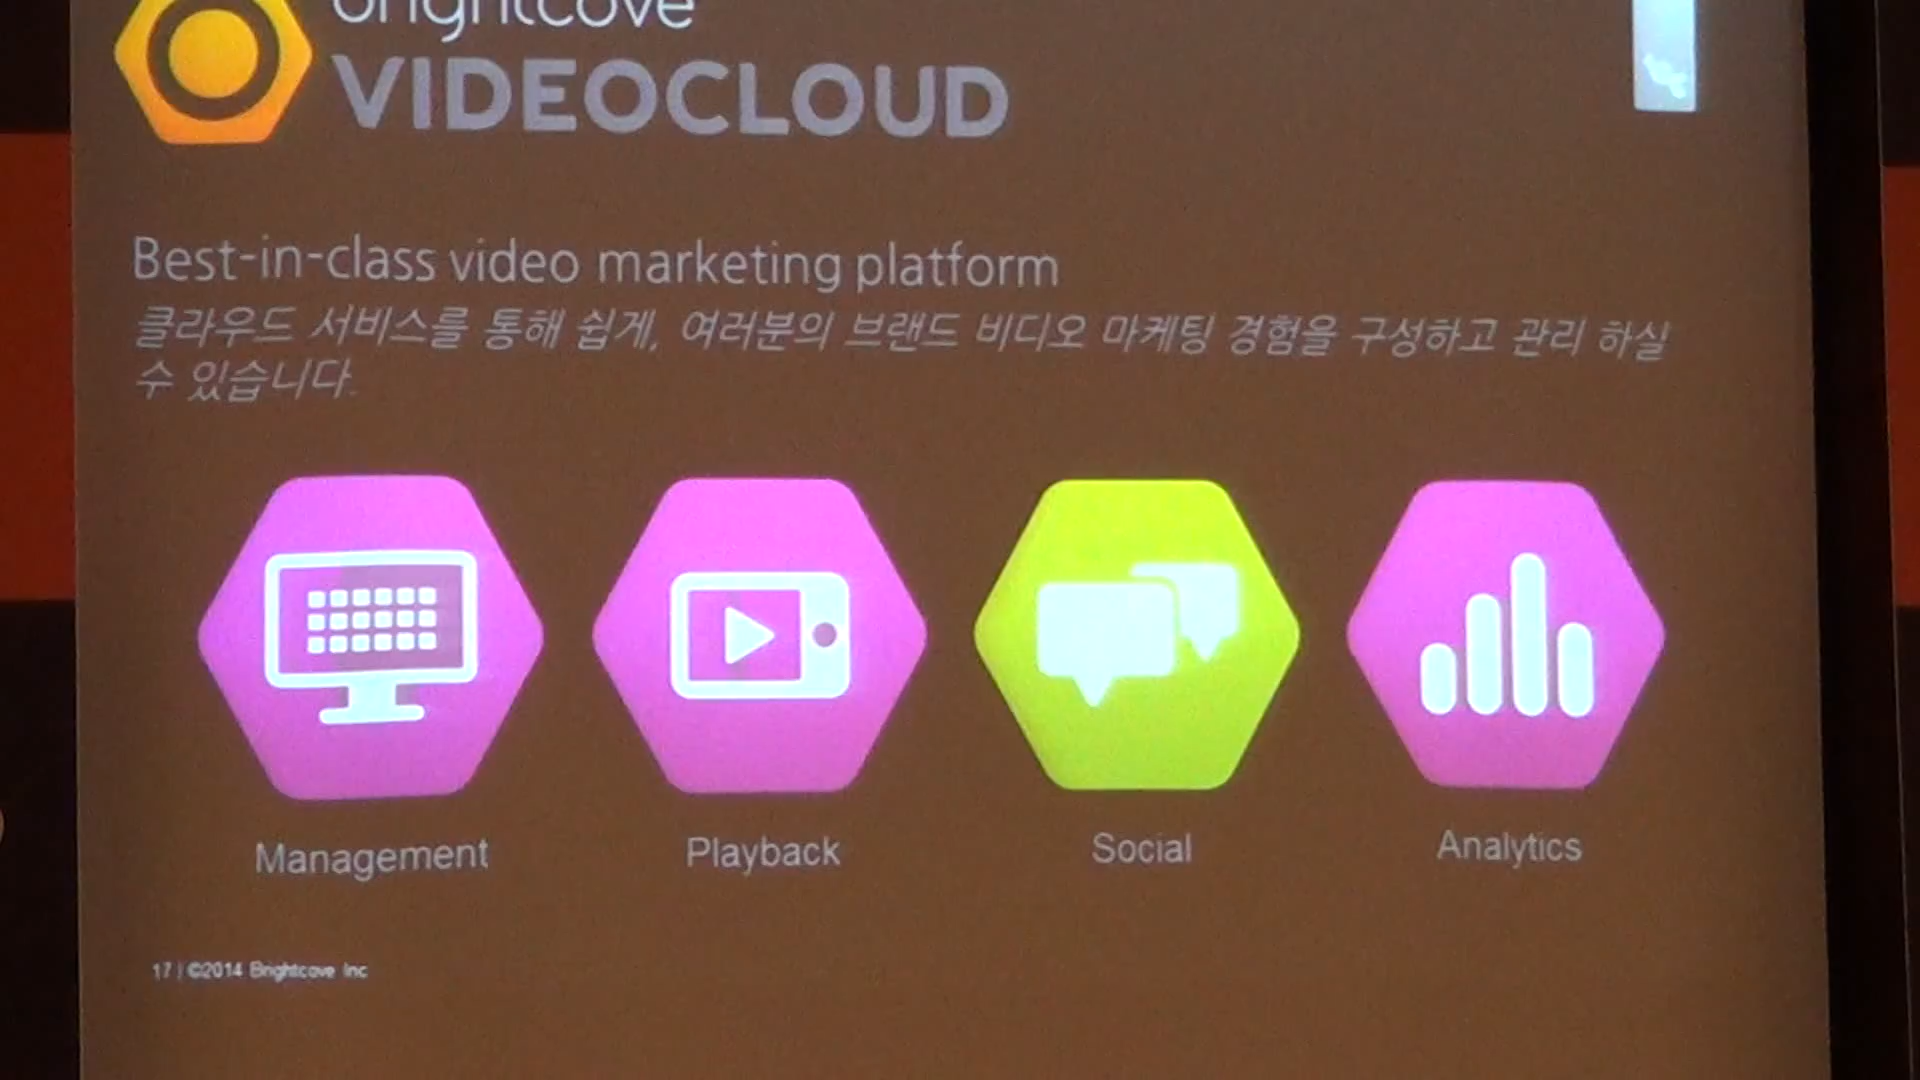 brightcove
VIDEOCLOUD
Best-in-class video marketing platform
클라우드 서비스를 통해 쉽게, 여러분의 브랜드 비디오 마케팅 경험을 구성하고 관리 하실
수 있습니다.
Management
Playback
Social
Analytics
17 | ©2014 Brightcove Inc